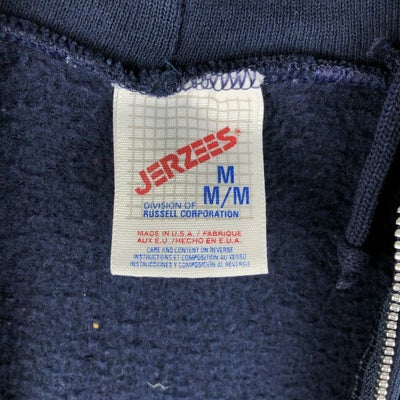 JERZEES®
M
M/M
DIVISION OF
RUSSELL CORPORATION
MADE IN U.S.A. / FABRIQUE
AUX E.U. / HECHO EN E.U.A.
CARE AND CONTENT ON REVERSE
INSTRUCTIONS ET COMPOSITION AU VERSO
INSTRUCCIONES Y COMPOSICIÓN AL REVERSO